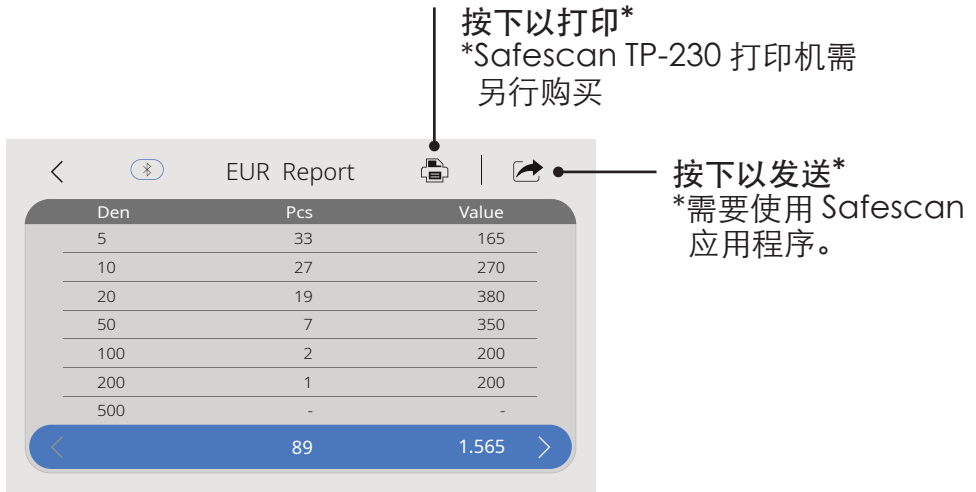 按下以打印*
*Safescan TP-230 打印机需
另行购买
EUR Report
按下以发送*
*需要使用 Safescan
应用程序。
Den Pcs Value
5 33 165
10 27 270
20 19 380
50 7 350
100 2 200
200 1 200
500 - -
89 1.565